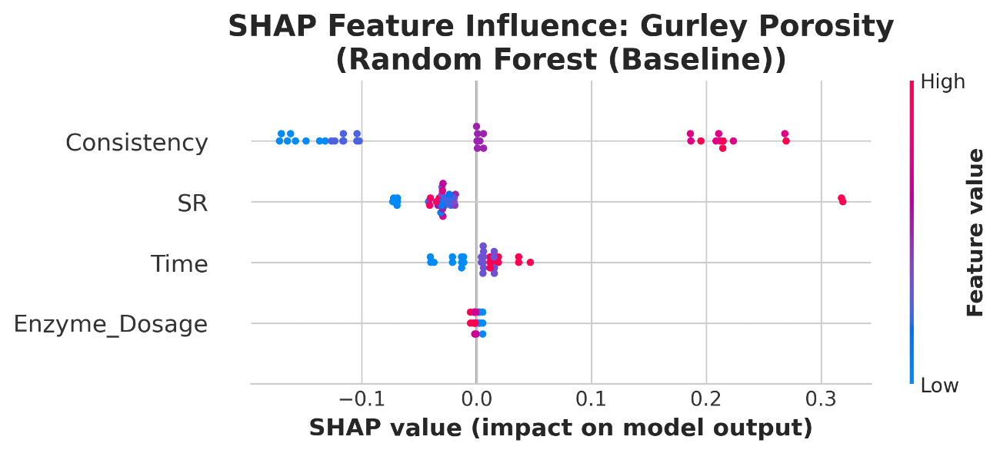 SHAP Feature Influence: Gurley Porosity
(Random Forest (Baseline))
High
Consistency
SR
Time
Enzyme_Dosage
Feature value
Low
−0.1 0.0 0.1 0.2 0.3
SHAP value (impact on model output)